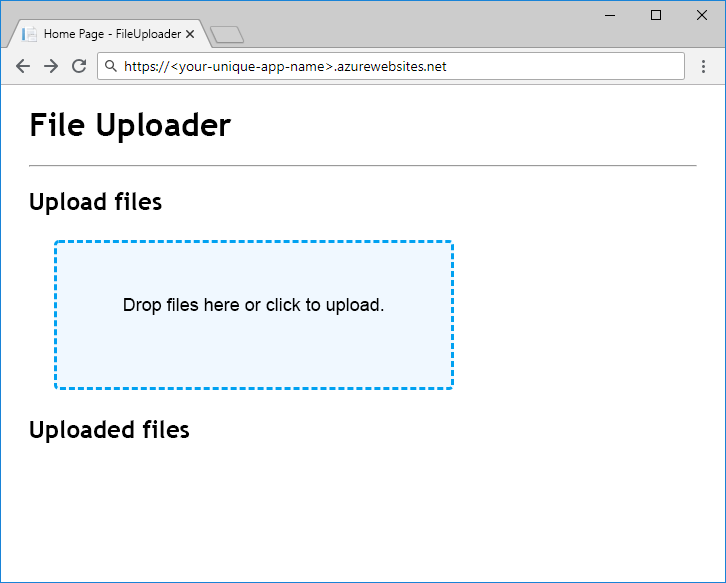 Home Page - FileUploader
https://<your-unique-app-name>.azurewebsites.net
File Uploader
Upload files
Drop files here or click to upload.
Uploaded files